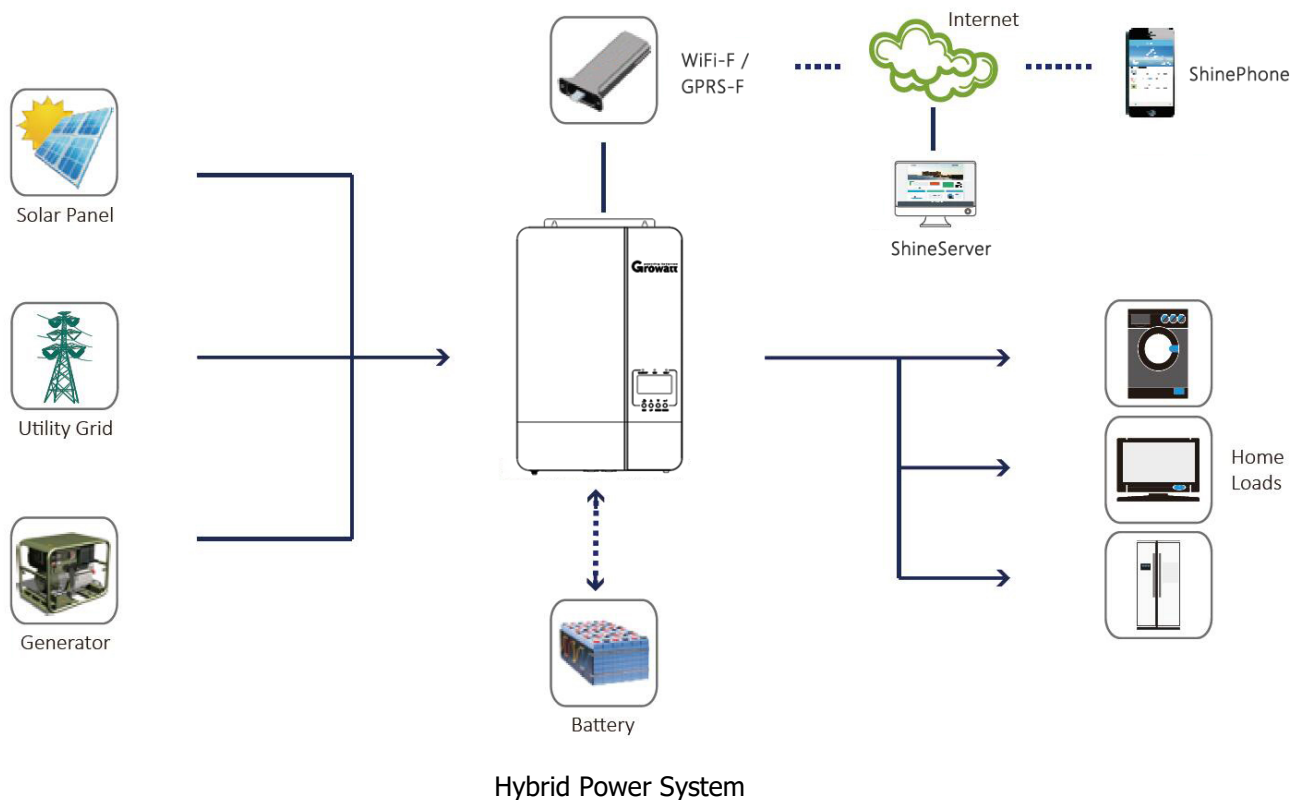 Internet
WiFi-F /
GPRS-F
ShinePhone
Solar Panel
ShineServer
Growatt
Utility Grid
Home
Loads
Generator
Battery
Hybrid Power System